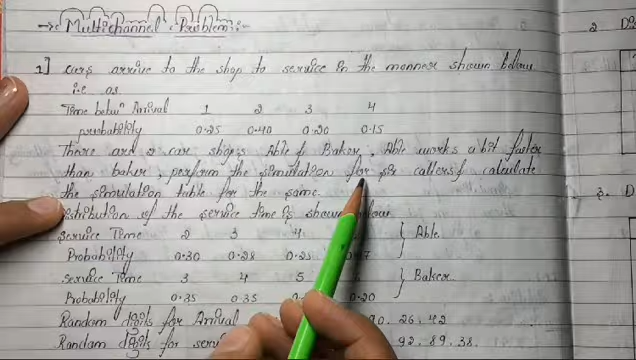 → Multichannel Problem:-
1] cars arrive to the shop to service in the manner shown below
i.e as
Time betwn Arrival 1 2 3 4
probability 0.25 0.40 0.20 0.15
There are 2 car shop is Able & Baker, Able works a bit faster
than baker, perform the simulation for six callers & calculate
the simulation table for the same.
distribution of the service time is shown below
service Time 2 3 4 } Able
Probability 0.30 0.28
service Time 3 4 5 } Baker
Probability 0.35 0.35 0.20
Random digits for Arrival 90. 26. 42
Random digits for 92. 89. 38.